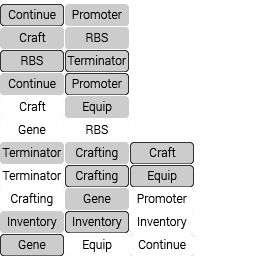 Continue Promoter
Craft RBS
RBS Terminator
Continue Promoter
Craft Equip
Gene RBS
Terminator Crafting Craft
Terminator Crafting Equip
Crafting Gene Promoter
Inventory Inventory Inventory
Gene Equip Continue